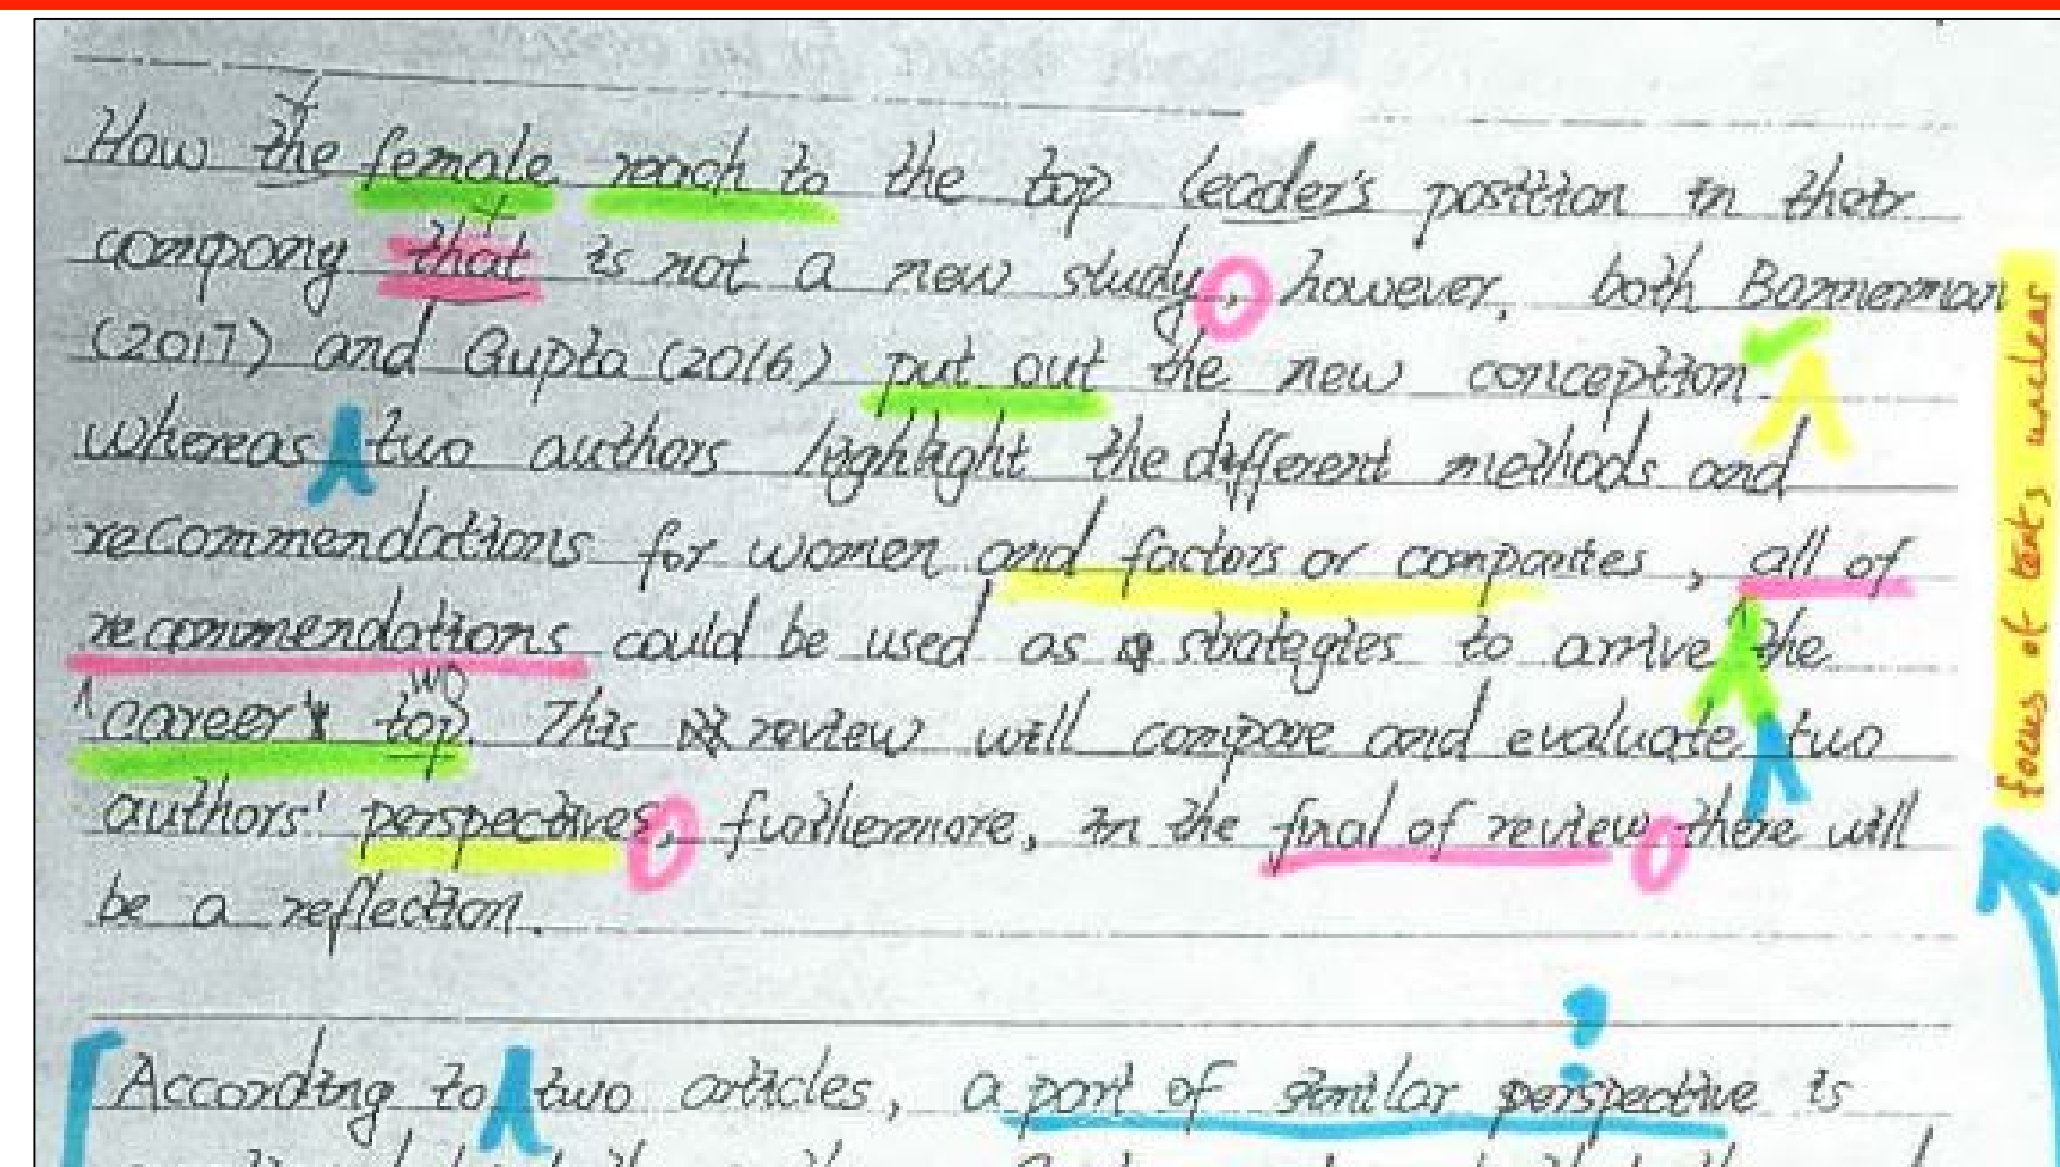 How the female reach to the top leader's position in their
company that is not a new study, however, both Bannerman
(2017) and Gupta (2016) put out the new conception.
whereas two authors highlight the different methods and
recommendations for women and factors or companies, all of
recommendations could be used as strategies to arrive the
career's top. This review will compare and evaluate two
wo
authors' perspectives, furthermore, in the final of review, there will
be a reflection.
According to two articles, a part of similar perspective is
focus of texts unclear